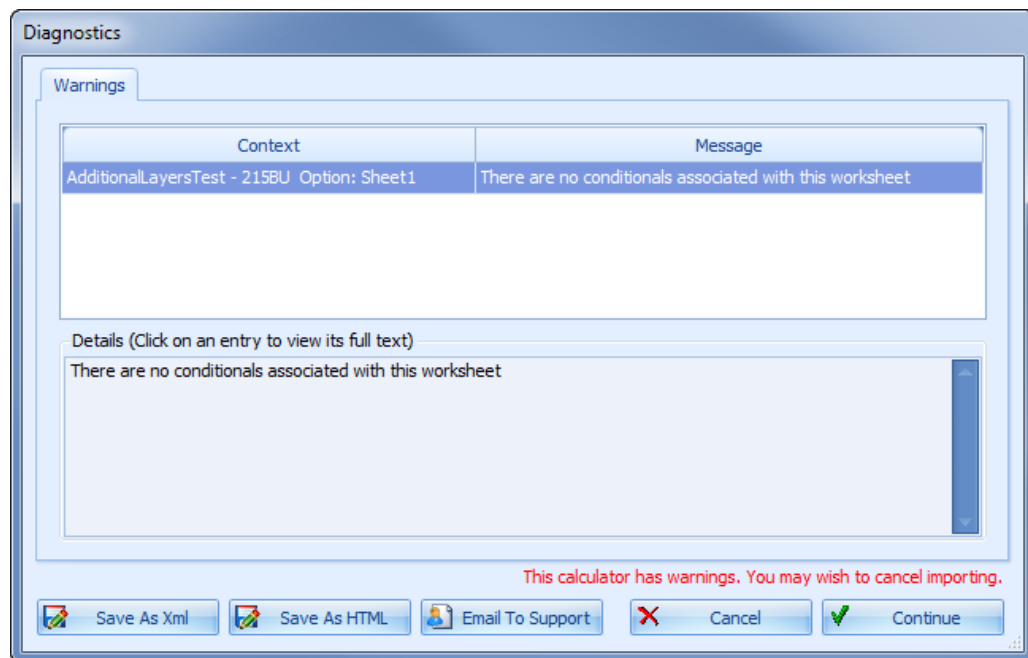 Diagnostics
Warnings
Context Message
AdditionalLayersTest - 215BU Option: Sheet1 There are no conditionals associated with this worksheet
Details (Click on an entry to view its full text)
There are no conditionals associated with this worksheet
This calculator has warnings. You may wish to cancel importing.
Save As Xml Save As HTML Email To Support Cancel Continue